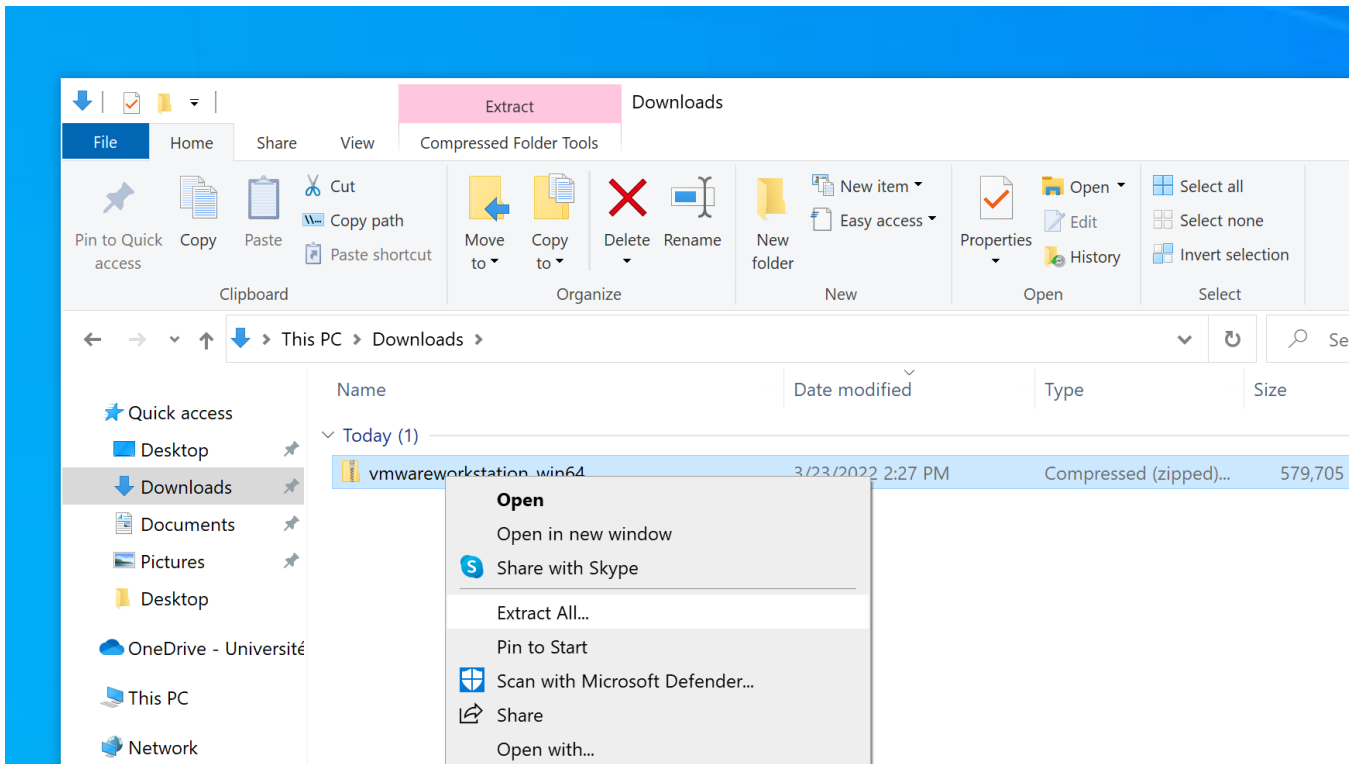 Extract
Downloads
File
Home
Share
View
Compressed Folder Tools
Pin to Quick
access
Copy
Paste
Cut
Copy path
Paste shortcut
Clipboard
Move
to
Copy
to
Delete
Rename
Organize
New
folder
New item
Easy access
New
Properties
Open
Edit
History
Open
Select all
Select none
Invert selection
Select
This PC
Downloads
Name
Date modified
Type
Size
Quick access
Desktop
Downloads
Documents
Pictures
Desktop
OneDrive - Université
This PC
Network
Today (1)
vmwareworkstation_win64
3/23/2022 2:27 PM
Compressed (zipped)...
579,705
Open
Open in new window
Share with Skype
Extract All...
Pin to Start
Scan with Microsoft Defender...
Share
Open with...